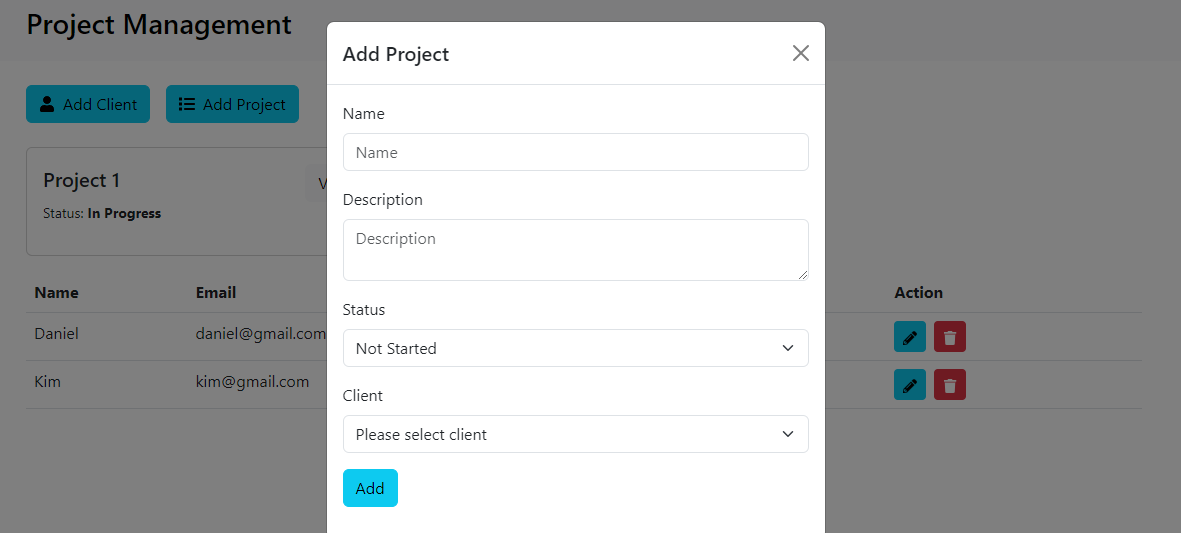 Project Management
Add Client
Add Project
Project 1
V
Status: In Progress
Name Email Action
Daniel daniel@gmail.com
Kim kim@gmail.com
Add Project
Name
Name
Description
Description
Status
Not Started
Client
Please select client
Add